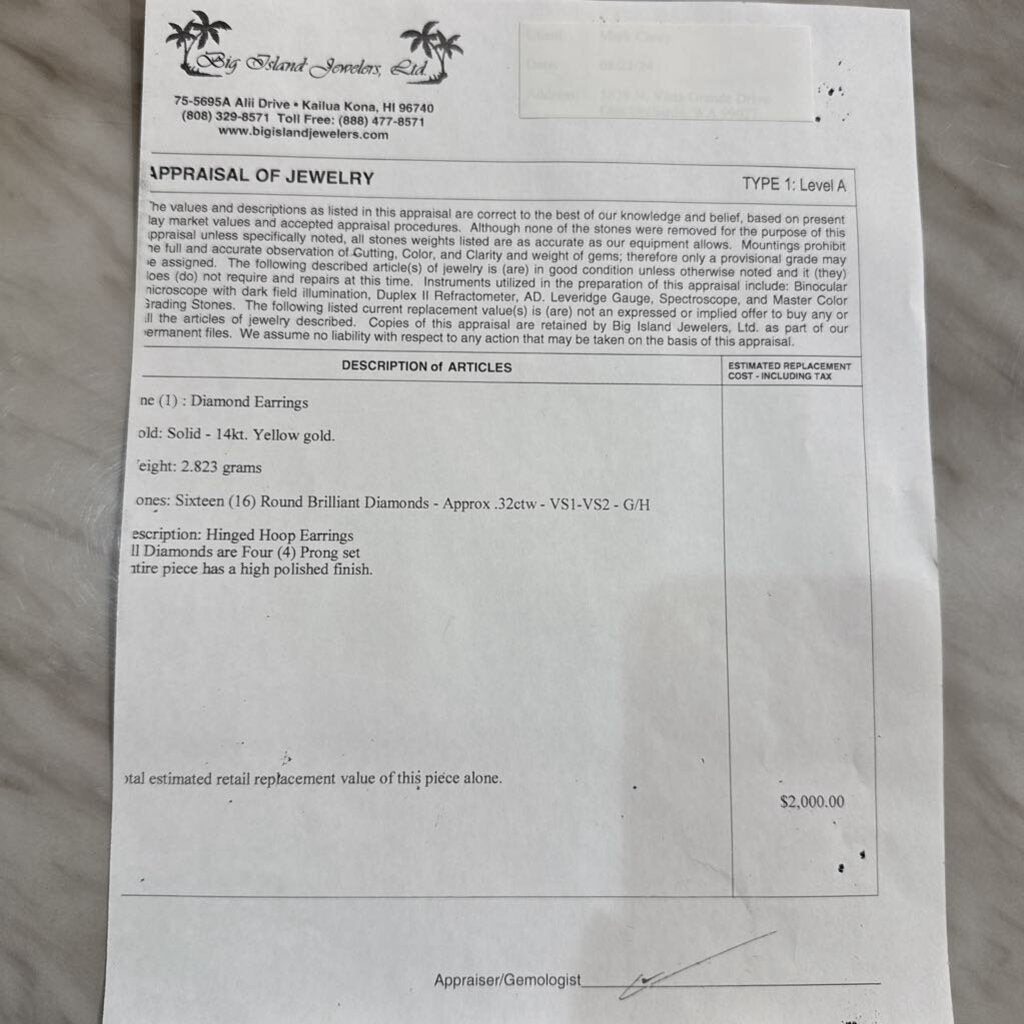 Big Island Jewelers, Ltd.
75-5695A Alii Drive • Kailua Kona, HI 96740
(808) 329-8571 Toll Free: (888) 477-8571
www.bigislandjewelers.com
APPRAISAL OF JEWELRY
TYPE 1: Level A
he values and descriptions as listed in this appraisal are correct to the best of our knowledge and belief, based on present
lay market values and accepted appraisal procedures. Although none of the stones were removed for the purpose of this
ppraisal unless specifically noted, all stones weights listed are as accurate as our equipment allows. Mountings prohibit
he full and accurate observation of Cutting, Color, and Clarity and weight of gems; therefore only a provisional grade may
e assigned. The following described article(s) of jewelry is (are) in good condition unless otherwise noted and it (they)
loes (do) not require and repairs at this time. Instruments utilized in the preparation of this appraisal include: Binocular
nicroscope with dark field illumination, Duplex II Refractometer, AD. Leveridge Gauge, Spectroscope, and Master Color
Grading Stones. The following listed current replacement value(s) is (are) not an expressed or implied offer to buy any or
ll the articles of jewelry described. Copies of this appraisal are retained by Big Island Jewelers, Ltd. as part of our
ermanent files. We assume no liability with respect to any action that may be taken on the basis of this appraisal.
DESCRIPTION of ARTICLES
ESTIMATED REPLACEMENT
COST - INCLUDING TAX
ne (1) : Diamond Earrings
old: Solid - 14kt. Yellow gold.
eight: 2.823 grams
ones: Sixteen (16) Round Brilliant Diamonds - Approx .32ctw - VS1-VS2 - G/H
escription: Hinged Hoop Earrings
ll Diamonds are Four (4) Prong set
ntire piece has a high polished finish.
otal estimated retail replacement value of this piece alone.
$2,000.00
Appraiser/Gemologist